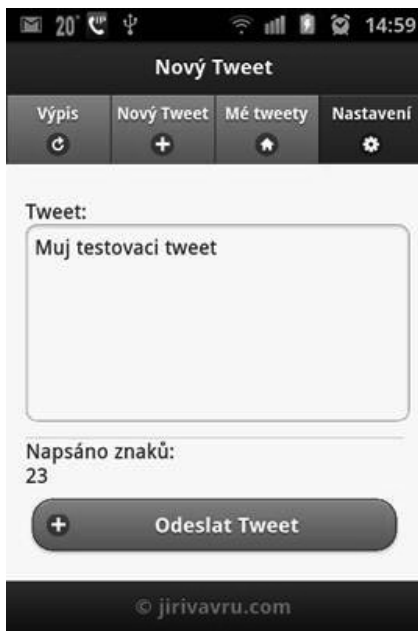 20° 14:59
Nový Tweet
Výpis Nový Tweet Mé tweety Nastavení
Tweet:
Muj testovaci tweet
Napsáno znaků:
23
Odeslat Tweet
© jirivavru.com